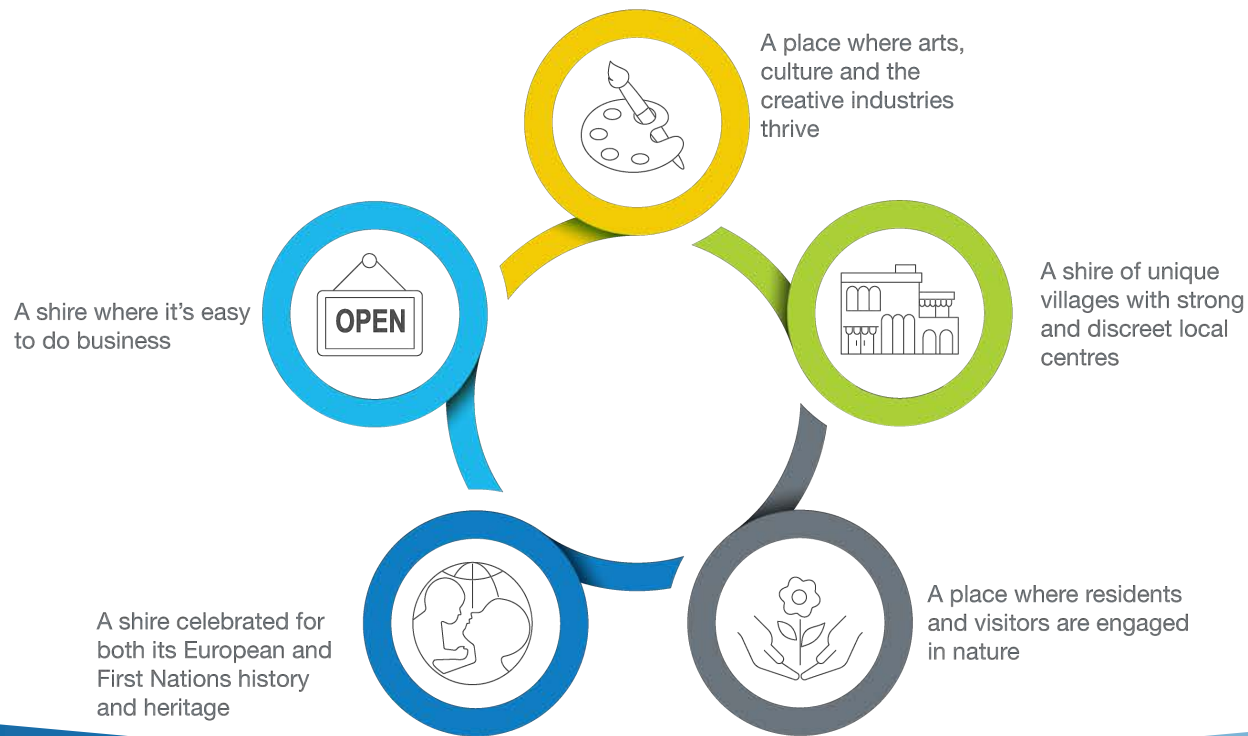 A place where arts,
culture and the
creative industries
thrive
A shire of unique
villages with strong
and discreet local
centres
A place where residents
and visitors are engaged
in nature
A shire celebrated for
both its European and
First Nations history
and heritage
A shire where it’s easy
to do business
OPEN